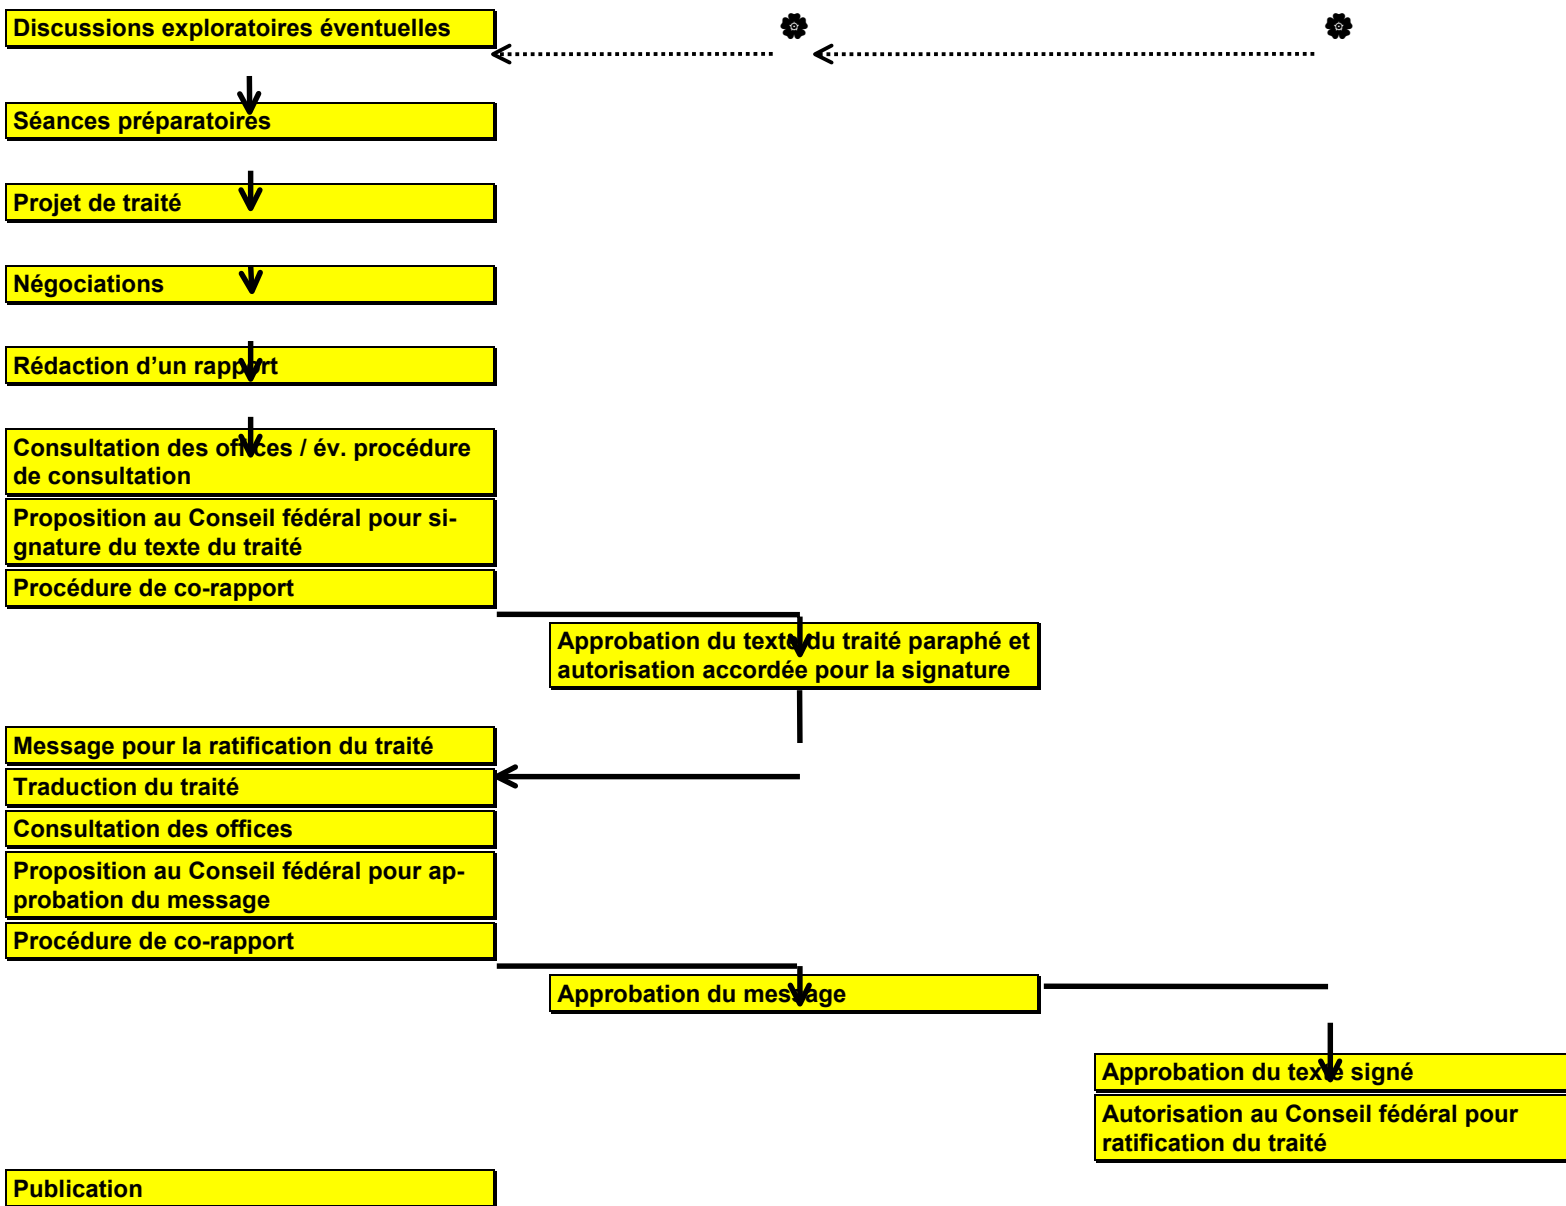 Discussions exploratoires éventuelles
Séances préparatoires
Projet de traité
Négociations
Rédaction d’un rapport
Consultation des offices / év. procédure
de consultation
Proposition au Conseil fédéral pour si-
gnature du texte du traité
Procédure de co-rapport
Approbation du texte du traité paraphé et
autorisation accordée pour la signature
Message pour la ratification du traité
Traduction du traité
Consultation des offices
Proposition au Conseil fédéral pour ap-
probation du message
Procédure de co-rapport
Approbation du message
Approbation du texte signé
Autorisation au Conseil fédéral pour
ratification du traité
Publication